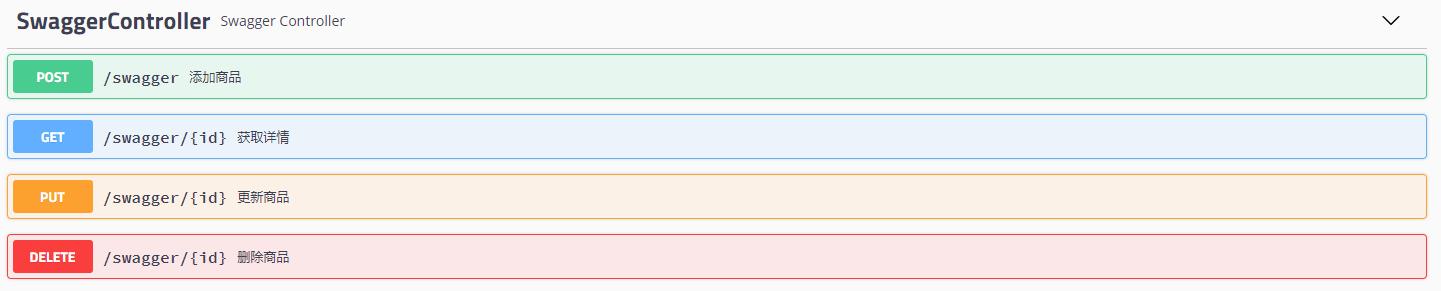 SwaggerController Swagger Controller
POST /swagger 添加商品
GET /swagger/{id} 获取详情
PUT /swagger/{id} 更新商品
DELETE /swagger/{id} 删除商品